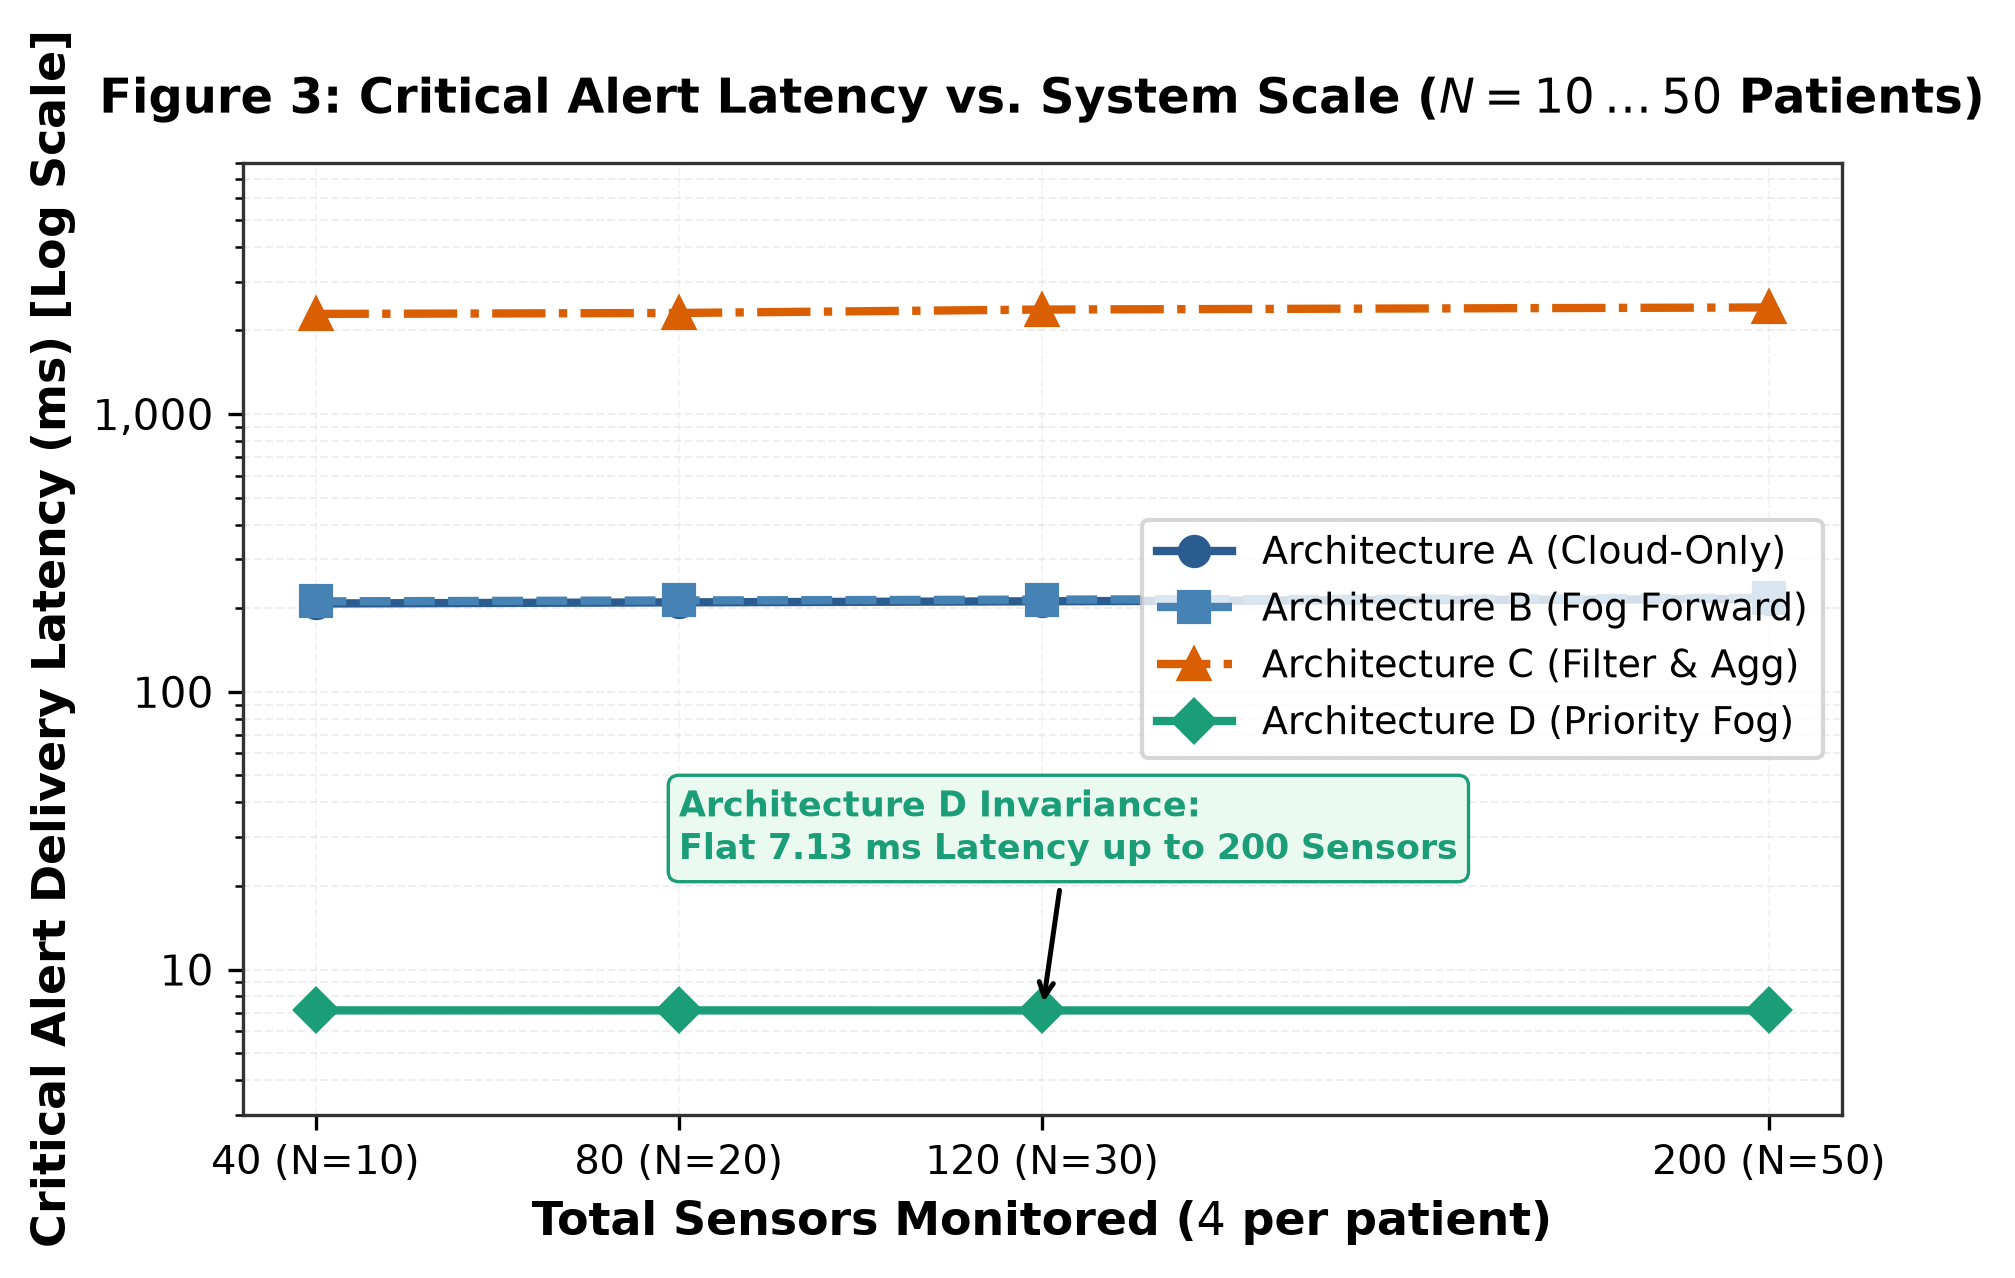 Figure 3: Critical Alert Latency vs. System Scale (N = 10 … 50 Patients)
Critical Alert Delivery Latency (ms) [Log Scale]
1,000
100
10
Architecture A (Cloud-Only)
Architecture B (Fog Forward)
Architecture C (Filter & Agg)
Architecture D (Priority Fog)
Architecture D Invariance:
Flat 7.13 ms Latency up to 200 Sensors
40 (N=10)
80 (N=20)
120 (N=30)
200 (N=50)
Total Sensors Monitored (4 per patient)